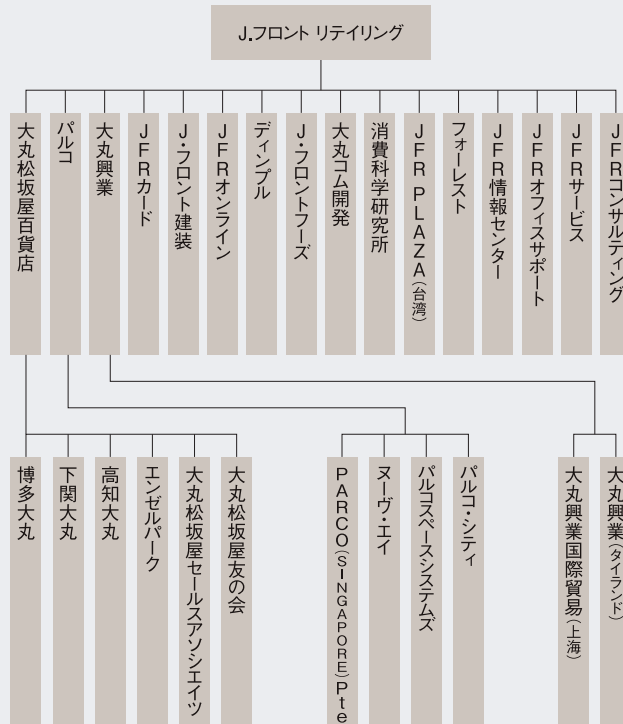 J.フロント リテイリング
大丸松坂屋百貨店
パルコ
大丸興業
JFRカード
J・フロント建装
JFRオンライン
ディンプル
J・フロントフーズ
大丸コム開発
消費科学研究所
JFR PLAZA(台湾)
フォーレスト
JFR情報センター
JFRオフィスサポート
JFRサービス
JFRコンサルティング
博多大丸
下関大丸
高知大丸
エンゼルパーク
大丸松坂屋セールスアソシエイツ
大丸松坂屋友の会
PARCO(SINGAPORE)Pte
ヌーヴ・エイ
パルコスペースシステムズ
パルコ・シティ
大丸興業国際貿易(上海)
大丸興業(タイランド)